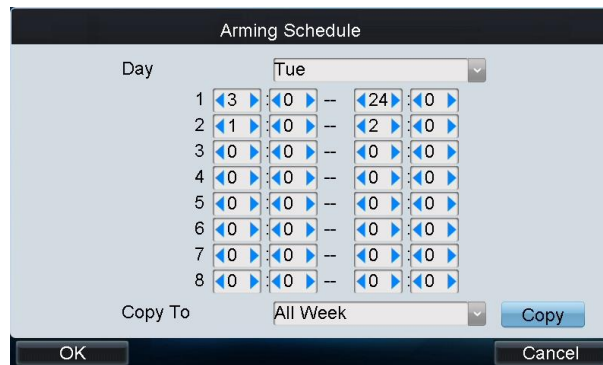 Arming Schedule
Day Tue
1 3 : 0 -- 24 : 0
2 1 : 0 -- 2 : 0
3 0 : 0 -- 0 : 0
4 0 : 0 -- 0 : 0
5 0 : 0 -- 0 : 0
6 0 : 0 -- 0 : 0
7 0 : 0 -- 0 : 0
8 0 : 0 -- 0 : 0
Copy To All Week Copy
OK Cancel